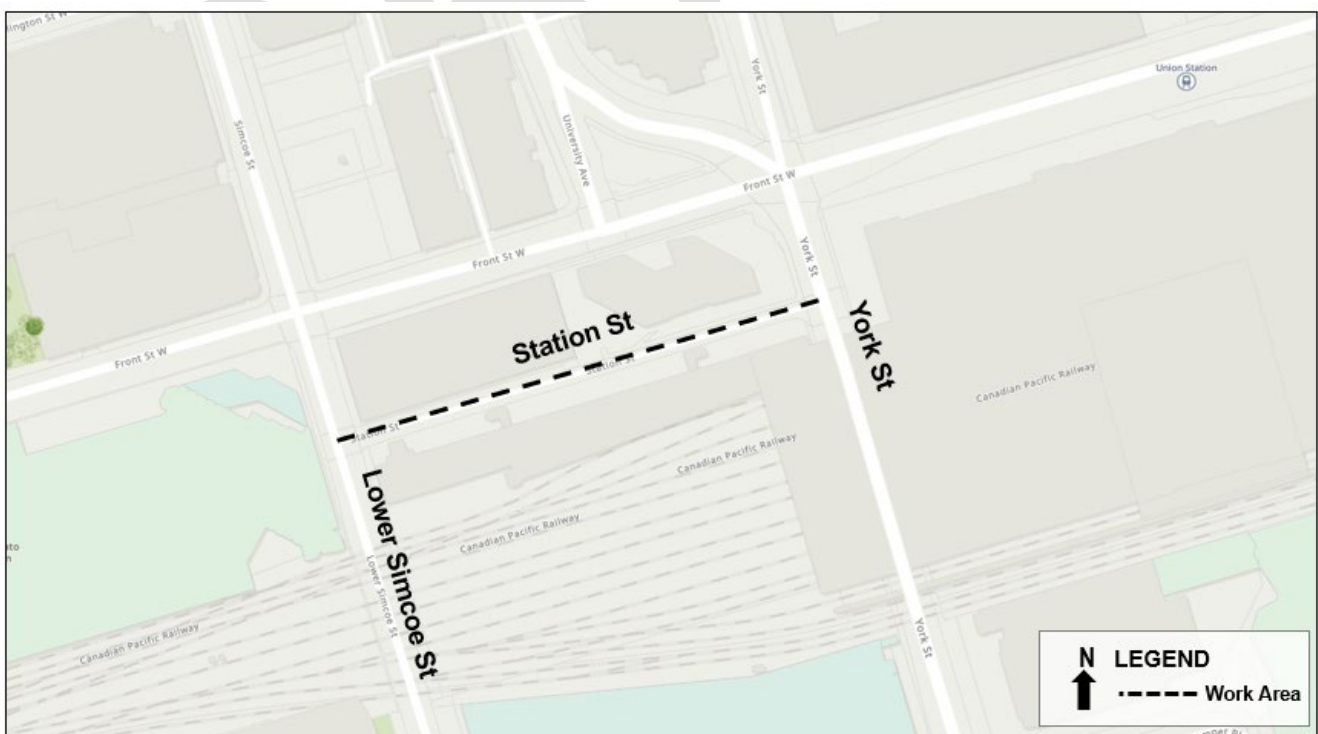 lington St W
Simcoe St
University Ave
York St
Union Station
Front St W
Front St W
York St
Front St W
Station St
York St
Station St
Station St
Canadian Pacific Railway
Canadian Pacific Railway
Canadian Pacific Railway
Lower Simcoe St
Lower Simcoe St
Canadian Pacific Railway
York St
N LEGEND
Work Area